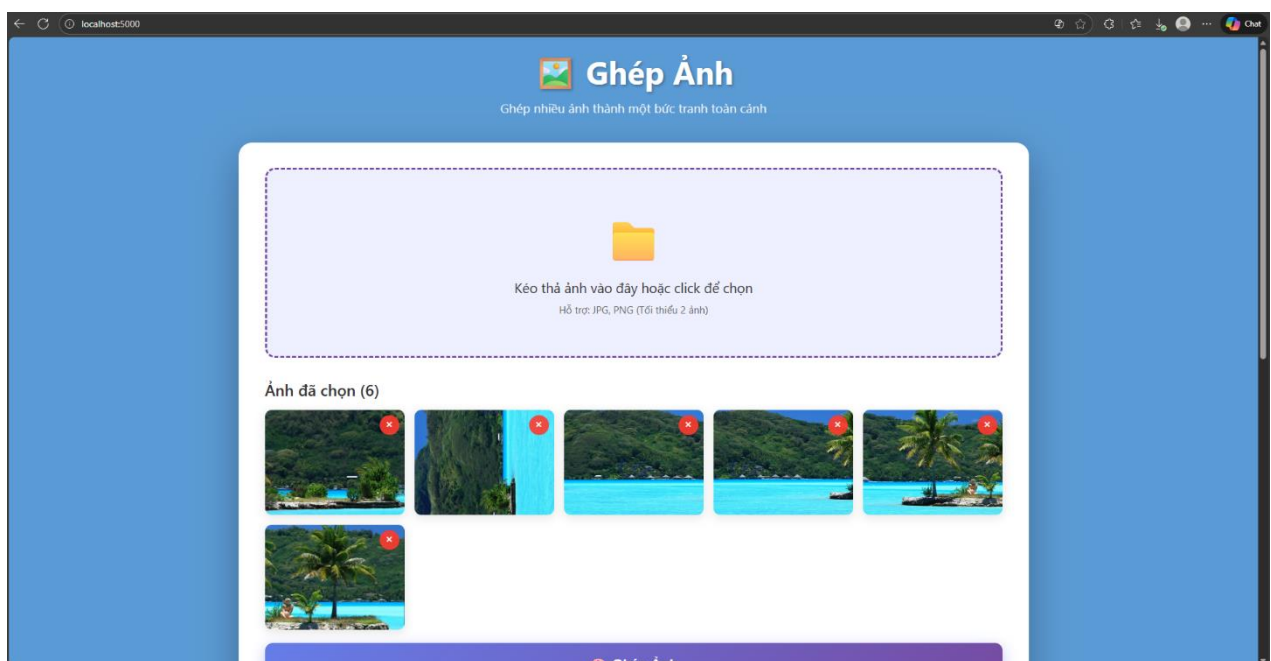 localhost:5000
Chat
Ghép Ảnh
Ghép nhiều ảnh thành một bức tranh toàn cảnh
Kéo thả ảnh vào đây hoặc click để chọn
Hỗ trợ: JPG, PNG (Tối thiểu 2 ảnh)
Ảnh đã chọn (6)